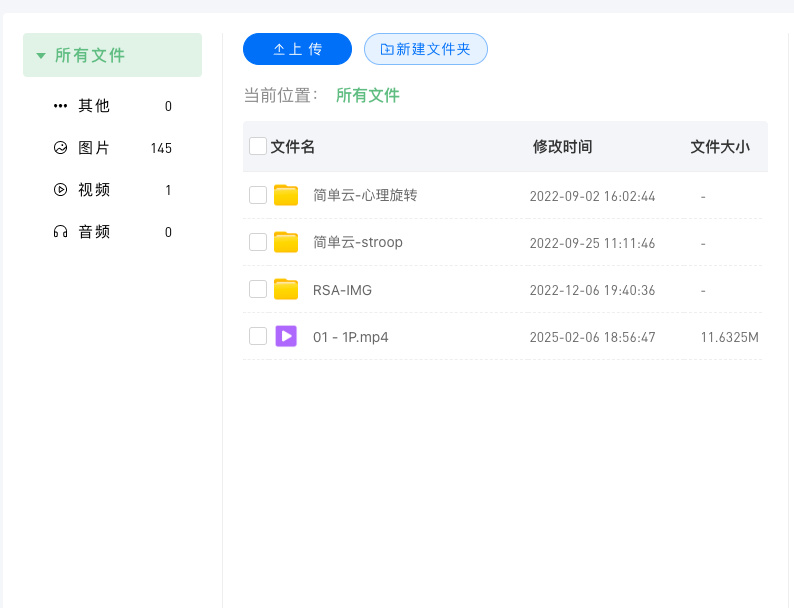 所有文件
其他 0
图片 145
视频 1
音频 0
上 传 新建文件夹
当前位置： 所有文件
文件名 修改时间 文件大小
简单云-心理旋转 2022-09-02 16:02:44 -
简单云-stroop 2022-09-25 11:11:46 -
RSA-IMG 2022-12-06 19:40:36 -
01 - 1P.mp4 2025-02-06 18:56:47 11.6325M